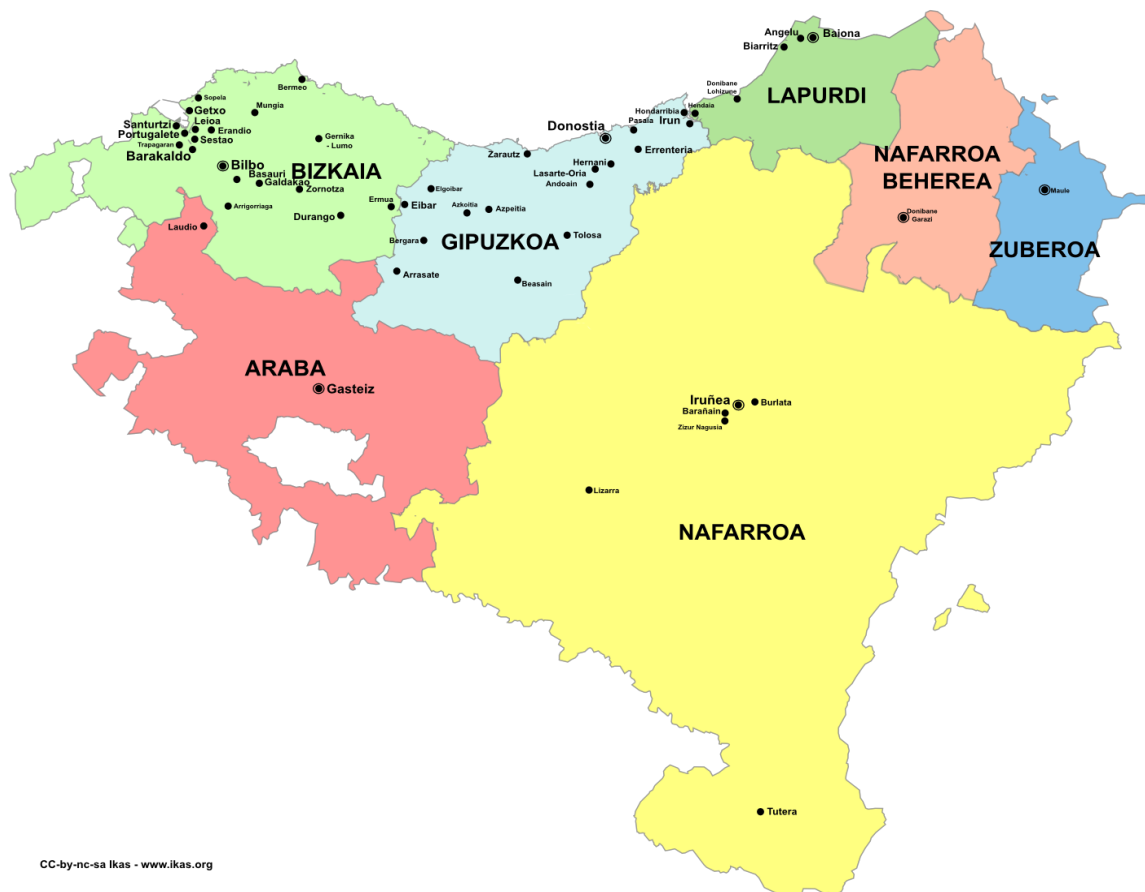 Angelu
Baiona
Biarritz
Bermeo
Sopela
Donibane
Lohizune
LAPURDI
Getxo
Mungia
Hondarribia
Hendaia
Santurtzi
Leioa
Pasaia
Irun
Portugalete
Erandio
Donostia
Sestao
Gernika
- Lumo
Trapagaran
Errenteria
Barakaldo
Zarautz
NAFARROA
BEHEREA
Bilbo
BIZKAIA
Hernani
Basauri
Lasarte-Oria
Galdakao
Andoain
Zornotza
Elgoibar
Maule
Arrigorriaga
Ermua
Eibar
Azkoitia
Azpeitia
Durango
Donibane
Garazi
Laudio
Bergara
GIPUZKOA
Tolosa
ZUBEROA
Arrasate
Beasain
ARABA
Gasteiz
Iruñea
Burlata
Barañain
Zizur Nagusia
Lizarra
NAFARROA
Tutera
CC-by-nc-sa Ikas - www.ikas.org